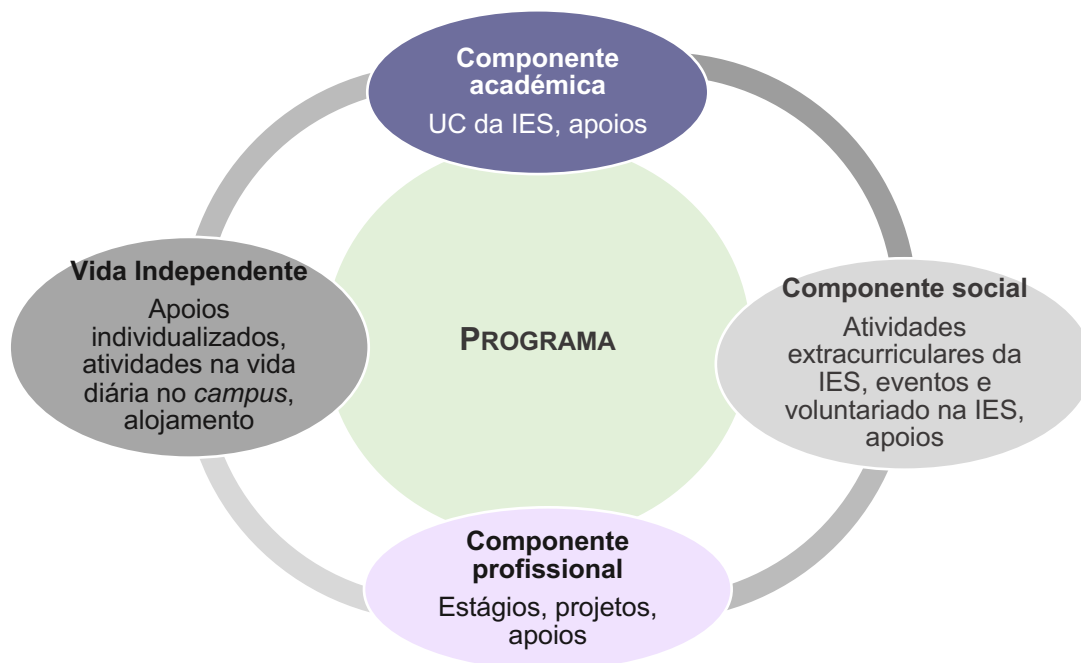 Componente
académica
UC da IES, apoios
Vida Independente
Apoios
individualizados,
atividades na vida
diária no campus,
alojamento
PROGRAMA
Componente social
Atividades
extracurriculares da
IES, eventos e
voluntariado na IES,
apoios
Componente
profissional
Estágios, projetos,
apoios